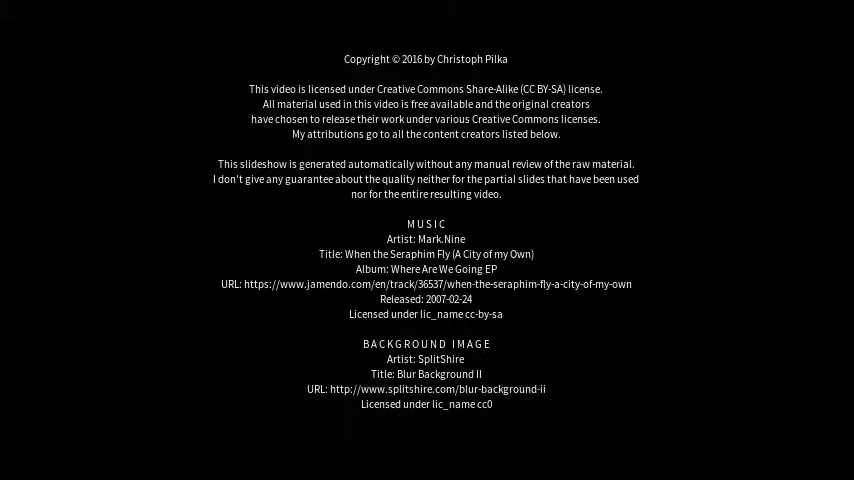 Copyright © 2016 by Christoph Pilka
This video is licensed under Creative Commons Share-Alike (CC BY-SA) license.
All material used in this video is free available and the original creators
have chosen to release their work under various Creative Commons licenses.
My attributions go to all the content creators listed below.
This slideshow is generated automatically without any manual review of the raw material.
I don't give any guarantee about the quality neither for the partial slides that have been used
nor for the entire resulting video.
MUSIC
Artist: Mark.Nine
Title: When the Seraphim Fly (A City of my Own)
Album: Where Are We Going EP
URL: https://www.jamendo.com/en/track/36537/when-the-seraphim-fly-a-city-of-my-own
Released: 2007-02-24
Licensed under lic_name cc-by-sa
BACKGROUND IMAGE
Artist: SplitShire
Title: Blur Background II
URL: http://www.splitshire.com/blur-background-ii
Licensed under lic_name cc0